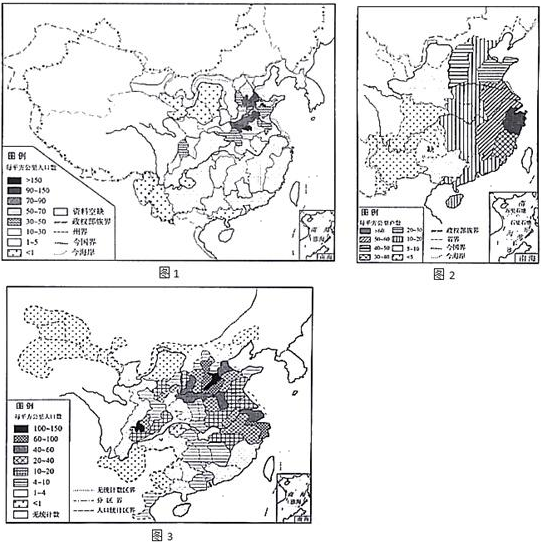 图例
每平方公里人口数
>150
90-150
70-90
50-70
30-50
10-30
1-5
<1
资料空缺
政权部族界
州界
今国界
今海岸
南海
图1
图例
每平方公里户数
>60
50-60
40-50
30-40
20-30
10-20
5-10
<5
政权部族界
今国界
今海岸
南海
图2
图例
每平方公里人口数
100~150
60~100
40~60
20~40
10~20
4~10
1~4
<1
无统计数
无统计数区界
分区界
人口统计区界
南海
图3